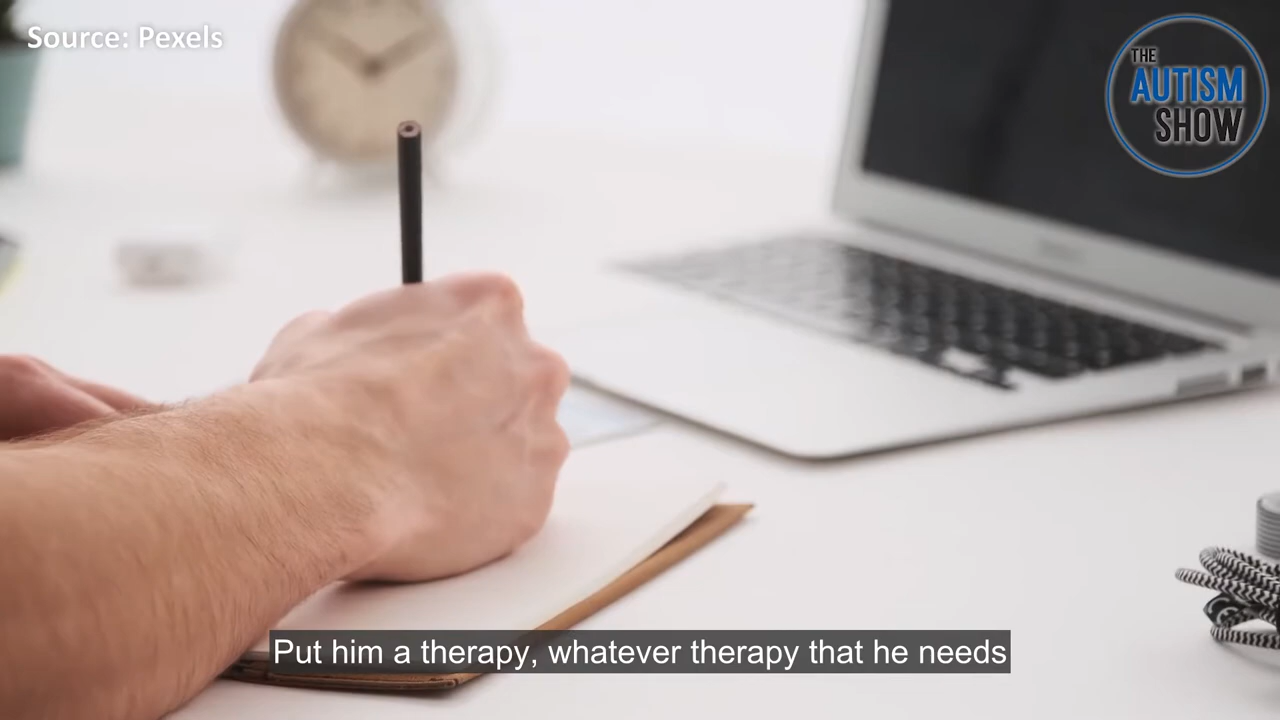 Source: Pexels
THE
AUTISM
SHOW
Put him a therapy, whatever therapy that he needs